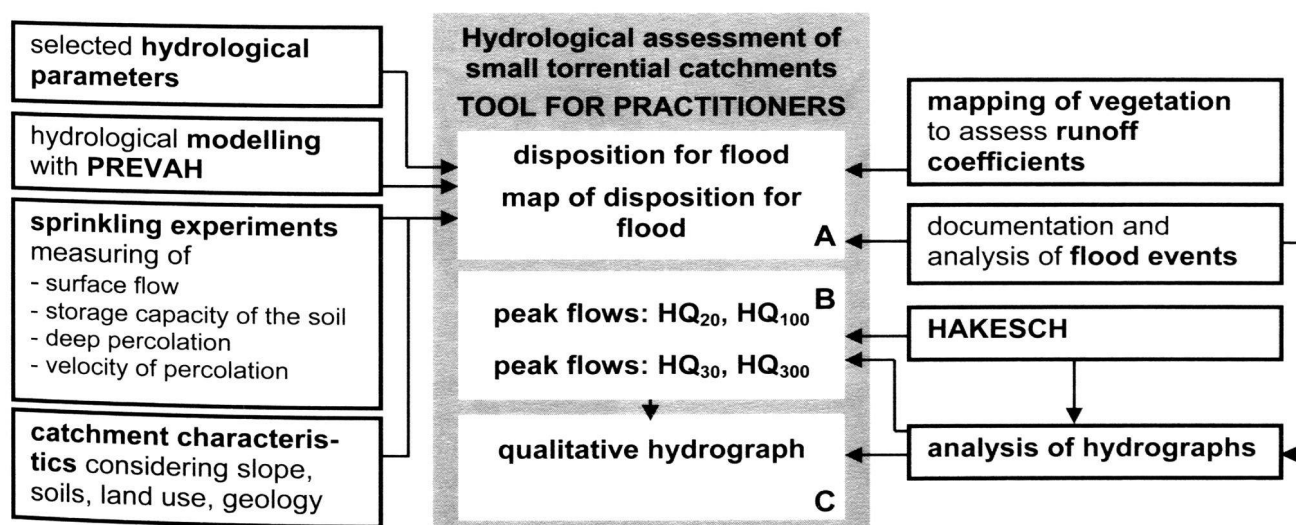 selected hydrological
parameters
hydrological modelling
with PREVAH
sprinkling experiments
measuring of
- surface flow
- storage capacity of the soil
- deep percolation
- velocity of percolation
catchment characteris-
tics considering slope,
soils, land use, geology
Hydrological assessment of
small torrential catchments
TOOL FOR PRACTITIONERS
disposition for flood
map of disposition for
flood
A
B
peak flows: HQ20, HQ100
peak flows: HQ30, HQ300
qualitative hydrograph
C
mapping of vegetation
to assess runoff
coefficients
documentation and
analysis of flood events
HAKESCH
analysis of hydrographs